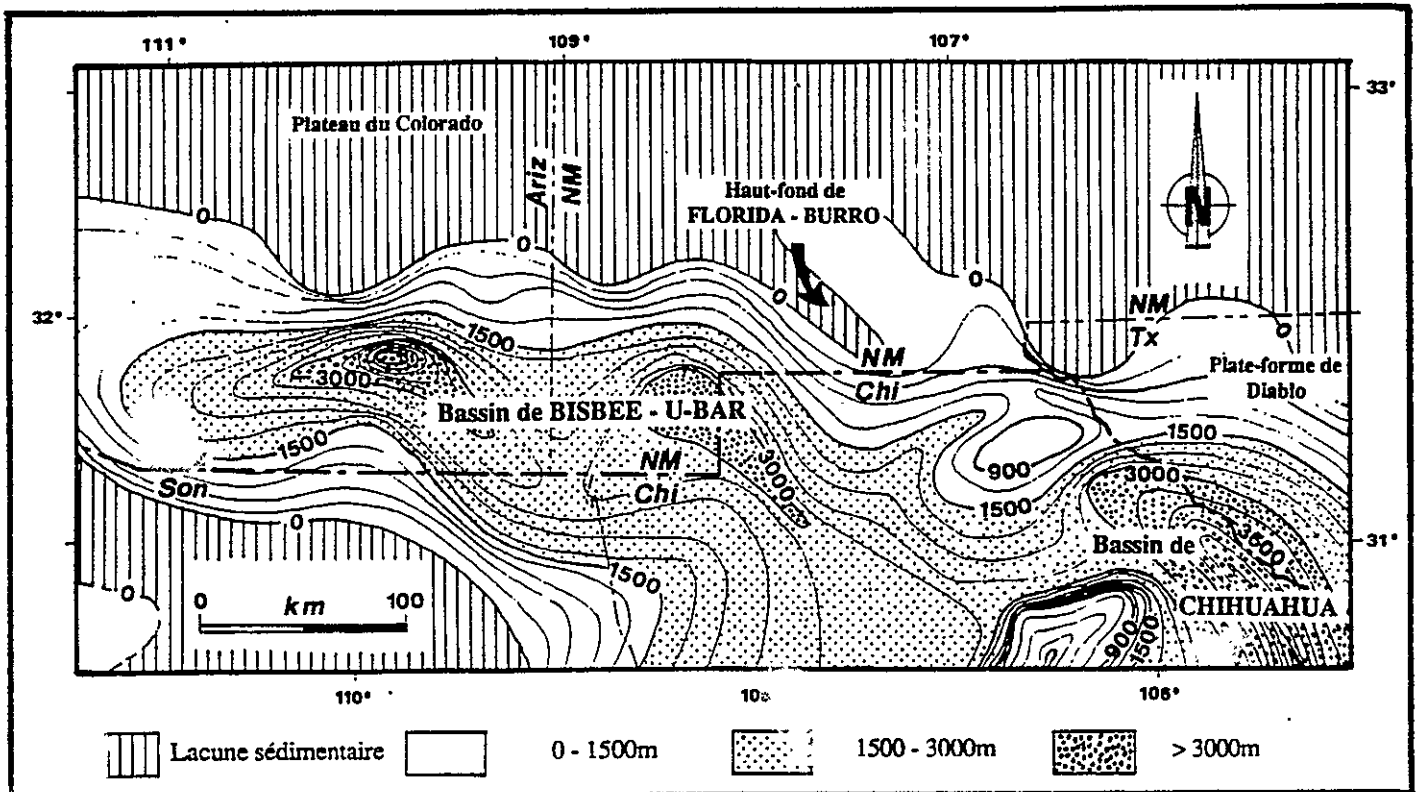 111° 109° 107°
33°
Plateau du Colorado
Ariz
NM
Haut-fond de
FLORIDA - BURRO
N
0
0
0
0
0
32°
NM
Tx
1500
NM
Chi
Plate-forme de
Diablo
3000
Bassin de BISBEE - U-BAR
1500
1500
900
3000
NM
Chi
3000
Son
1500
0
31°
Bassin de
3600
1500
0
0 km 100
CHIHUAHUA
900
1500
110° 106°
Lacune sédimentaire 0 - 1500m 1500 - 3000m > 3000m